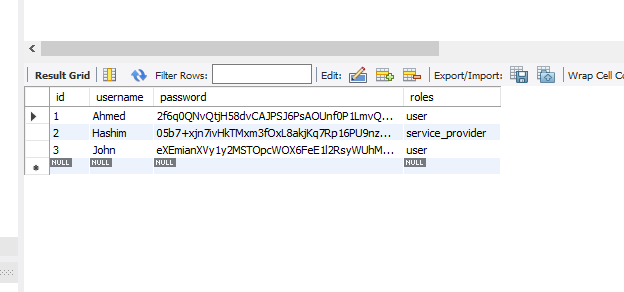 Result Grid Filter Rows: Edit: Export/Import: Wrap Cell Co
id username password roles
1 Ahmed 2f6q0QNvQtjH58dvCAJPSJ6PsAOUnf0P1LmvQ... user
2 Hashim 05b7+xjn7ivHkTMxm3fOxL8akjKq7Rp16PU9nz... service_provider
3 John eXEmianXVy1y2MSTOpcWOX6FeE1l2RsyWUhM... user
NULL NULL NULL NULL